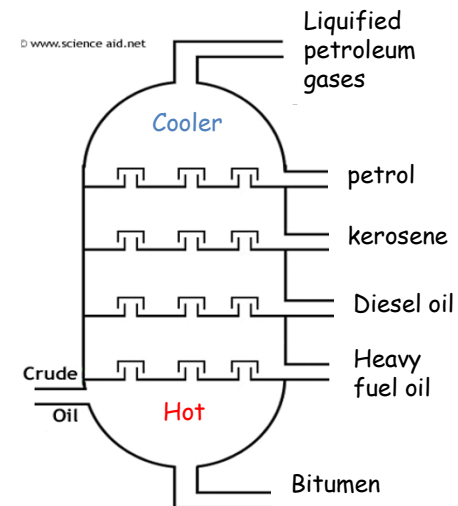 Liquified
petroleum
gases
© www.science aid.net
Cooler
petrol
kerosene
Diesel oil
Heavy
fuel oil
Crude
Oil
Hot
Bitumen